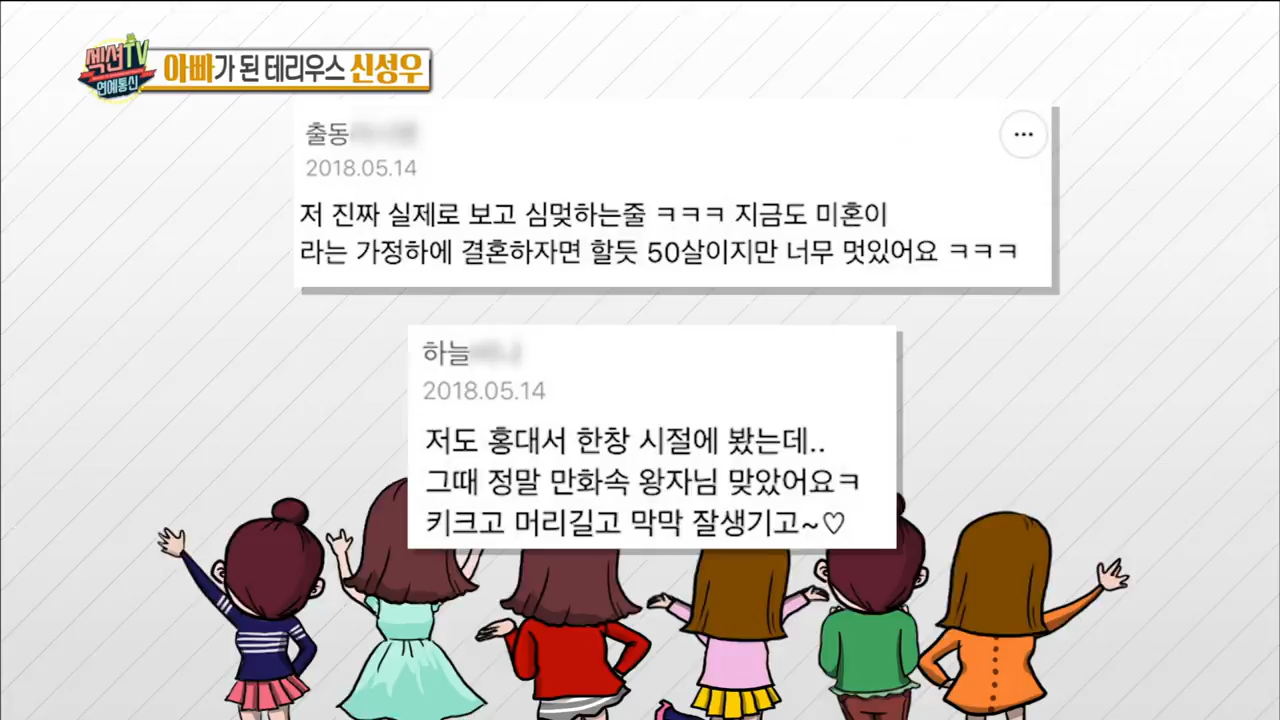 섹션TV
연예통신
아빠가 된 테리우스 신성우
출동
2018.05.14
저 진짜 실제로 보고 심멎하는줄 ㅋㅋㅋ 지금도 미혼이
라는 가정하에 결혼하자면 할듯 50살이지만 너무 멋있어요 ㅋㅋㅋ
하늘
2018.05.14
저도 홍대서 한창 시절에 봤는데..
그때 정말 만화속 왕자님 맞았어요ㅋ
키크고 머리길고 막막 잘생기고~♡